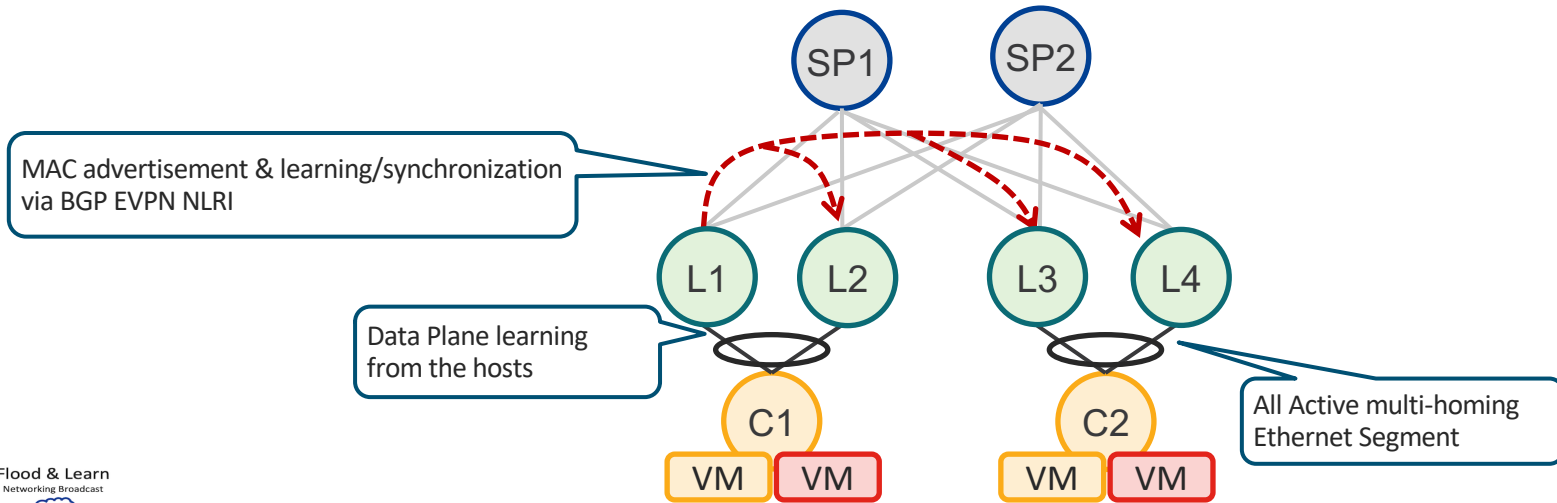 SP1
SP2
MAC advertisement & learning/synchronization
via BGP EVPN NLRI
L1
L2
L3
L4
Data Plane learning
from the hosts
All Active multi-homing
Ethernet Segment
C1
C2
VM
VM
VM
VM
Flood & Learn
Networking Broadcast